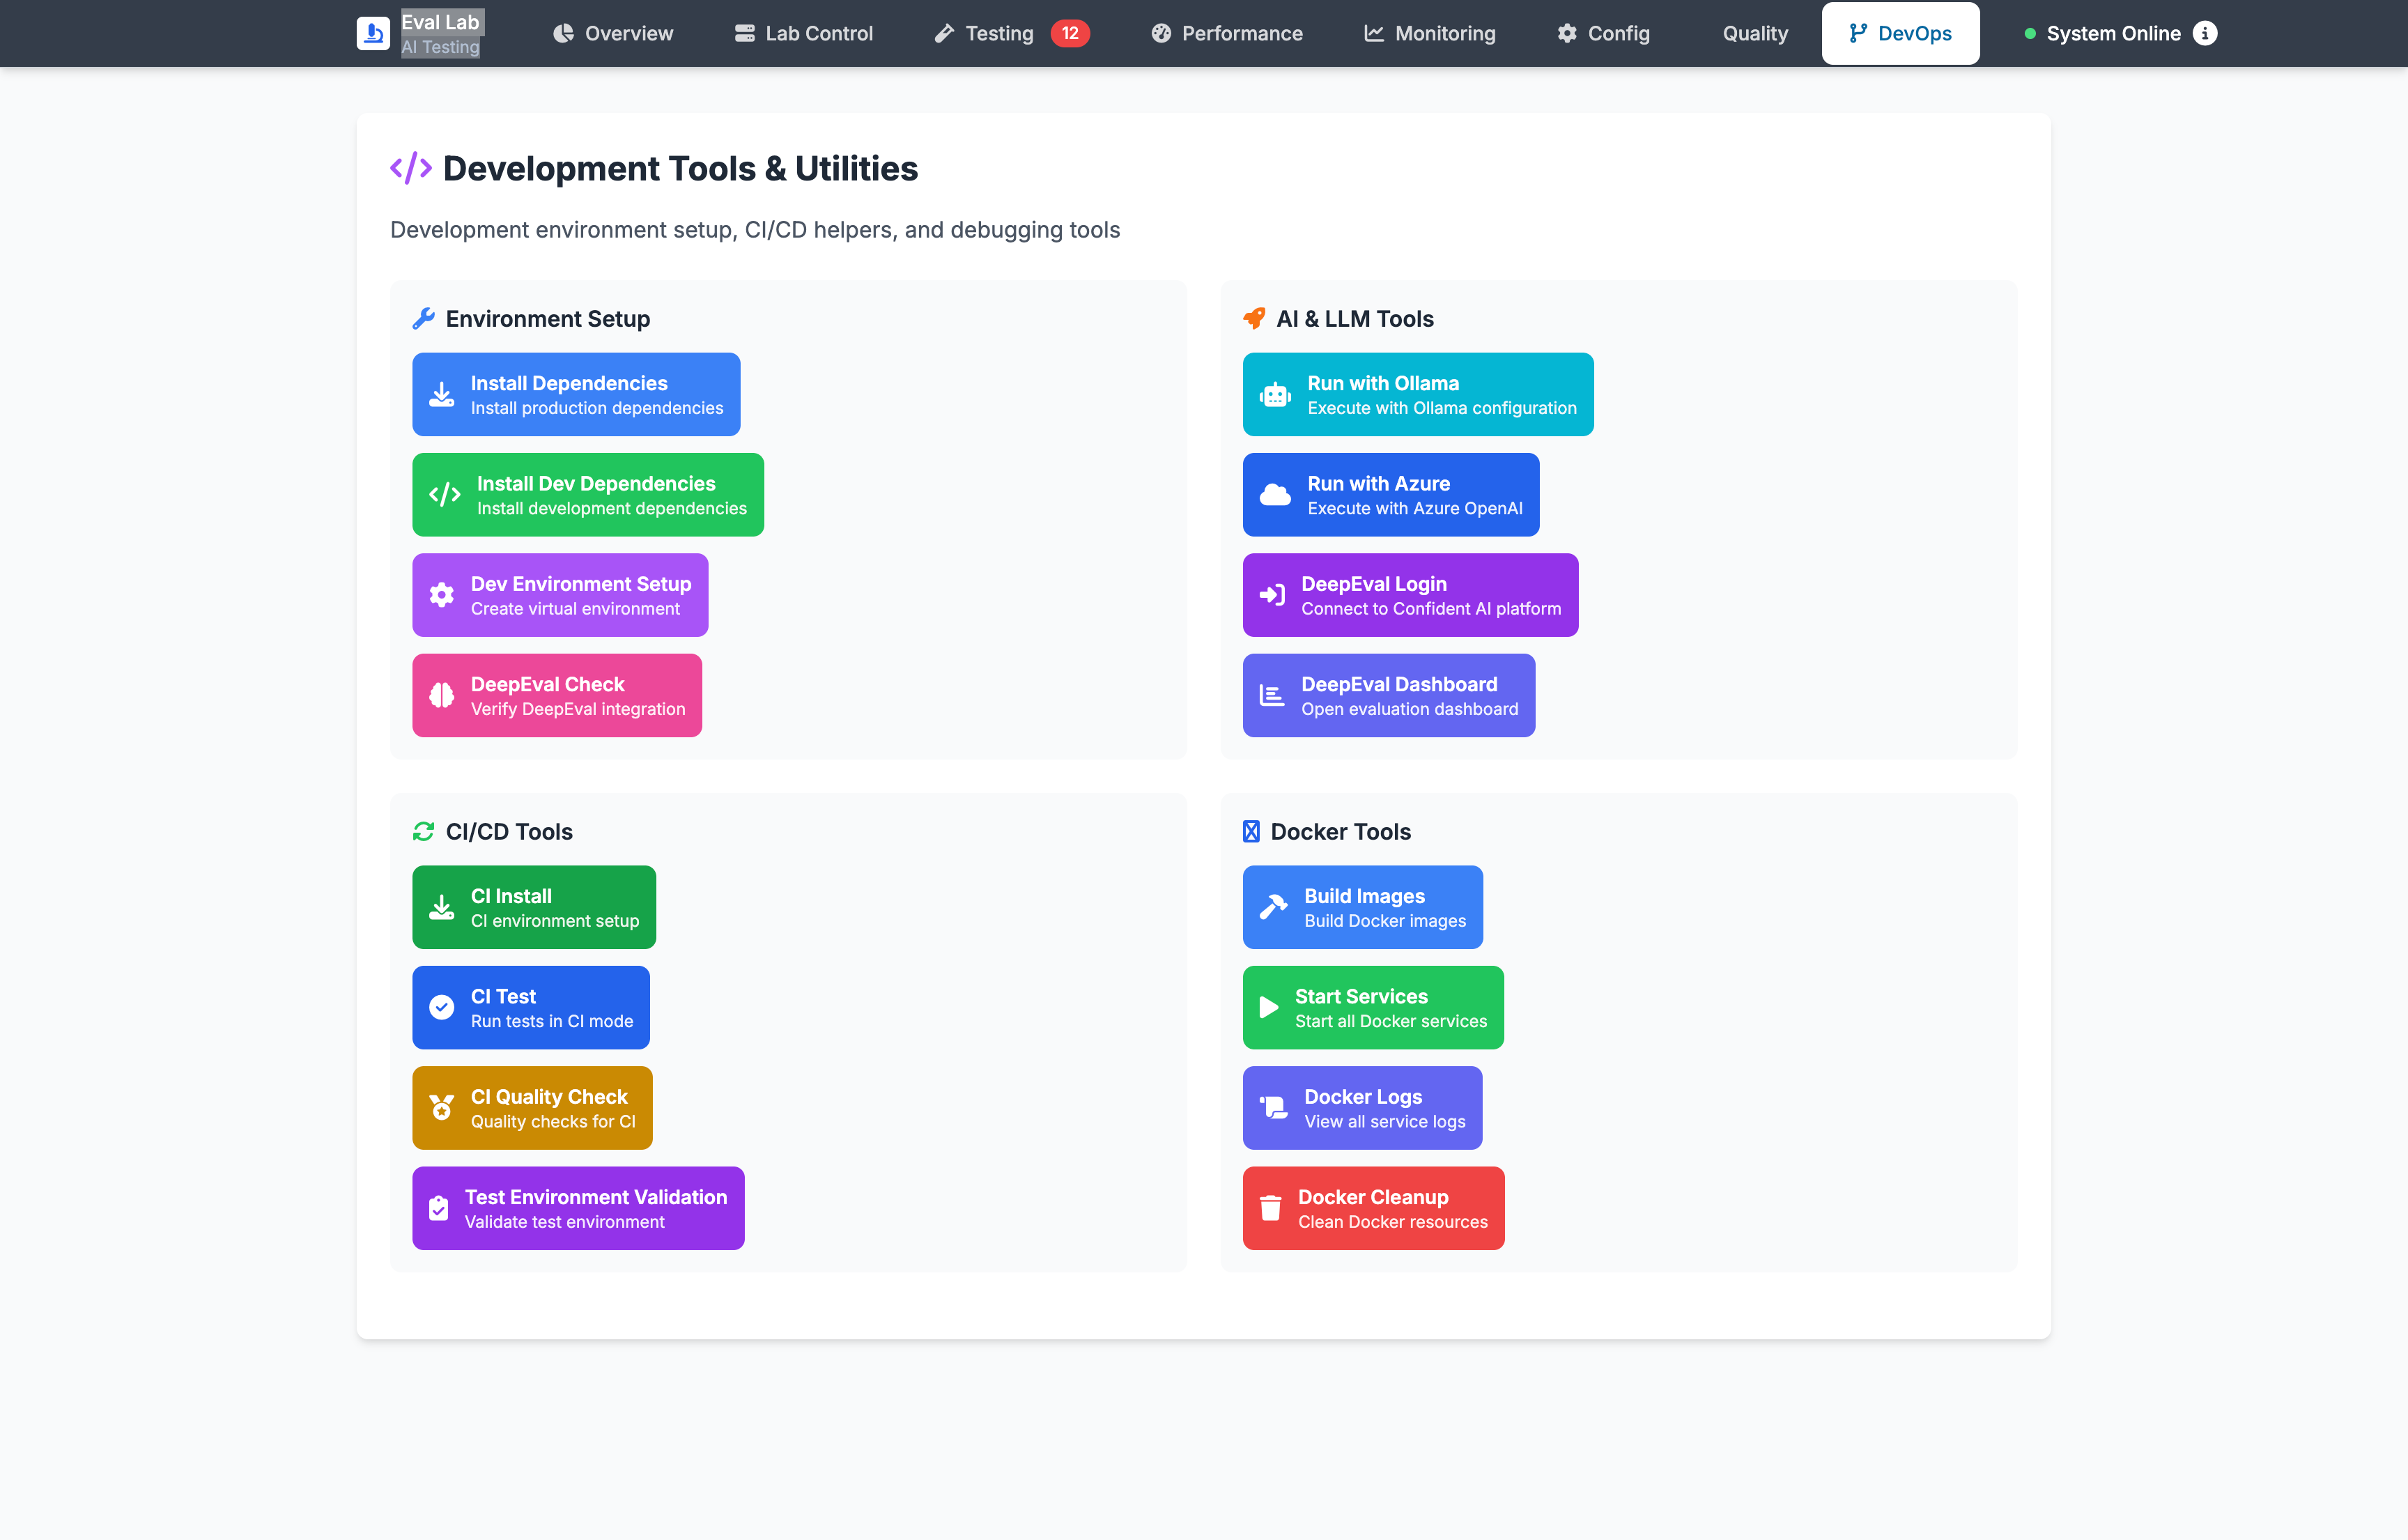 Eval Lab
AI Testing
Overview
Lab Control
Testing 12
Performance
Monitoring
Config
Quality
DevOps
System Online
Development Tools & Utilities
Development environment setup, CI/CD helpers, and debugging tools
Environment Setup
Install Dependencies
Install production dependencies
Install Dev Dependencies
Install development dependencies
Dev Environment Setup
Create virtual environment
DeepEval Check
Verify DeepEval integration
AI & LLM Tools
Run with Ollama
Execute with Ollama configuration
Run with Azure
Execute with Azure OpenAI
DeepEval Login
Connect to Confident AI platform
DeepEval Dashboard
Open evaluation dashboard
CI/CD Tools
CI Install
CI environment setup
CI Test
Run tests in CI mode
CI Quality Check
Quality checks for CI
Test Environment Validation
Validate test environment
Docker Tools
Build Images
Build Docker images
Start Services
Start all Docker services
Docker Logs
View all service logs
Docker Cleanup
Clean Docker resources